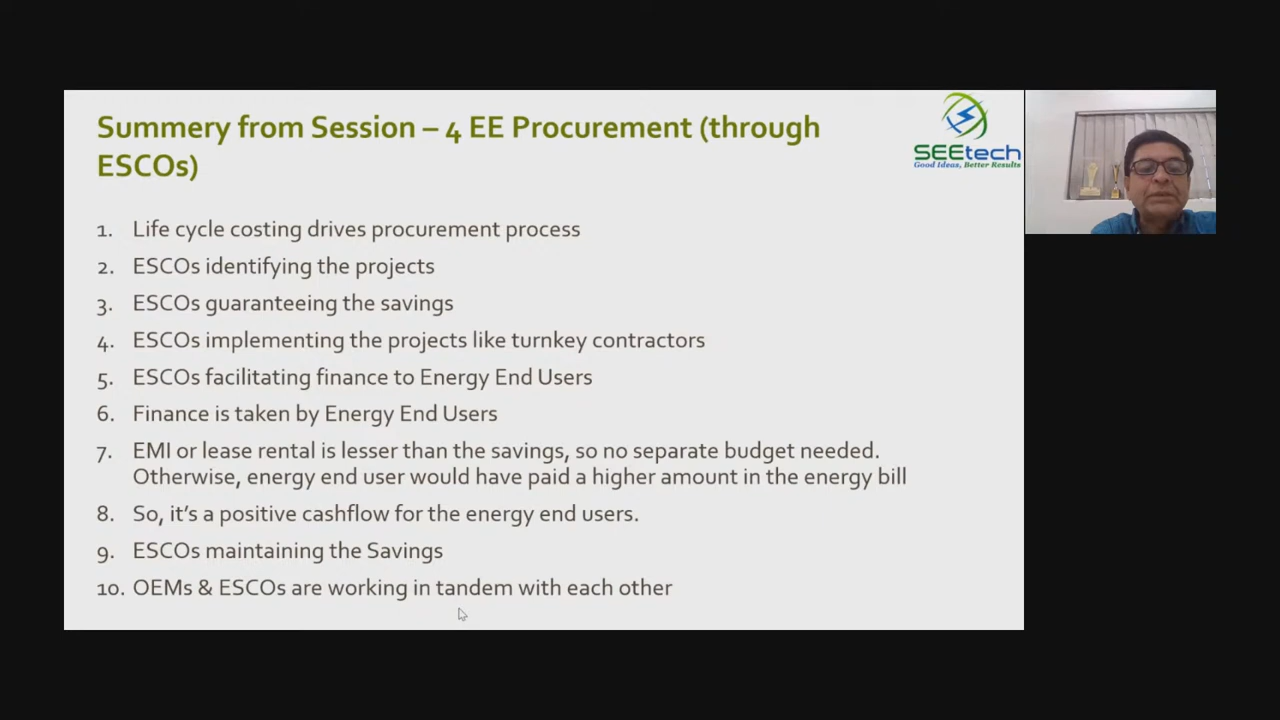 Summery from Session – 4 EE Procurement (through
ESCOs)
SEEtech
Good Ideas, Better Results
1. Life cycle costing drives procurement process
2. ESCOs identifying the projects
3. ESCOs guaranteeing the savings
4. ESCOs implementing the projects like turnkey contractors
5. ESCOs facilitating finance to Energy End Users
6. Finance is taken by Energy End Users
7. EMI or lease rental is lesser than the savings, so no separate budget needed.
Otherwise, energy end user would have paid a higher amount in the energy bill
8. So, it’s a positive cashflow for the energy end users.
9. ESCOs maintaining the Savings
10. OEMs & ESCOs are working in tandem with each other